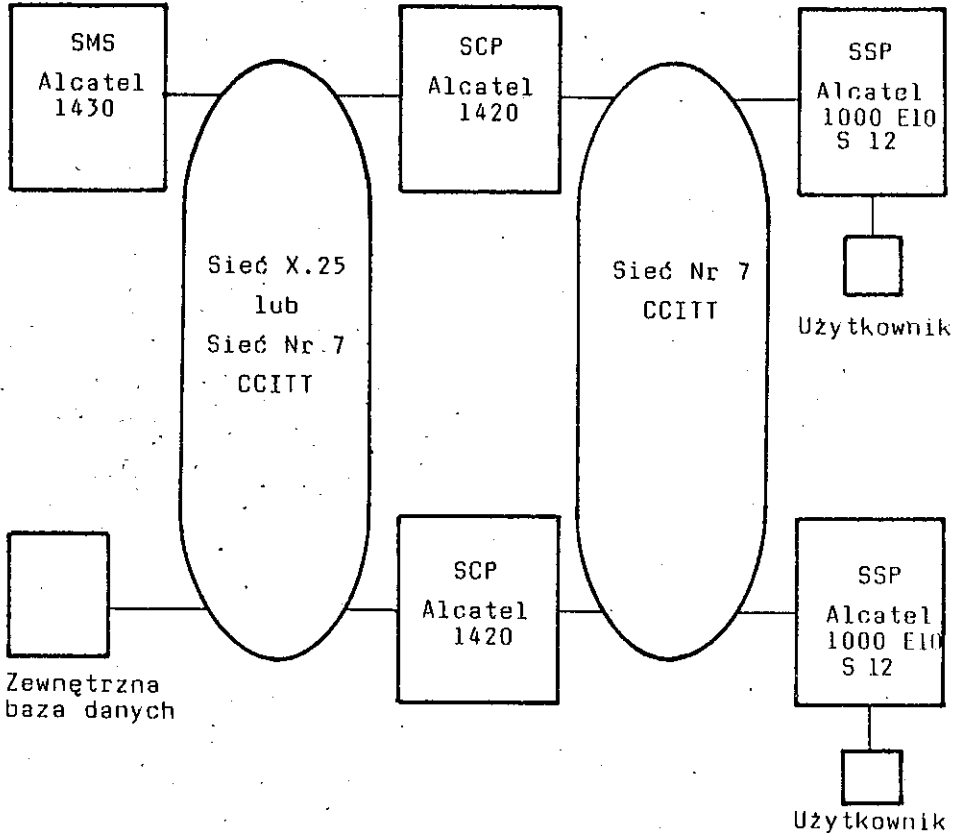 SMS
Alcatel
1430
SCP
Alcatel
1420
SSP
Alcatel
1000 E10
S 12
Sieć X.25
lub
Sieć Nr 7
CCITT
Sieć Nr 7
CCITT
Użytkownik
SCP
Alcatel
1420
SSP
Alcatel
1000 E10
S 12
Zewnętrzna
baza danych
Użytkownik